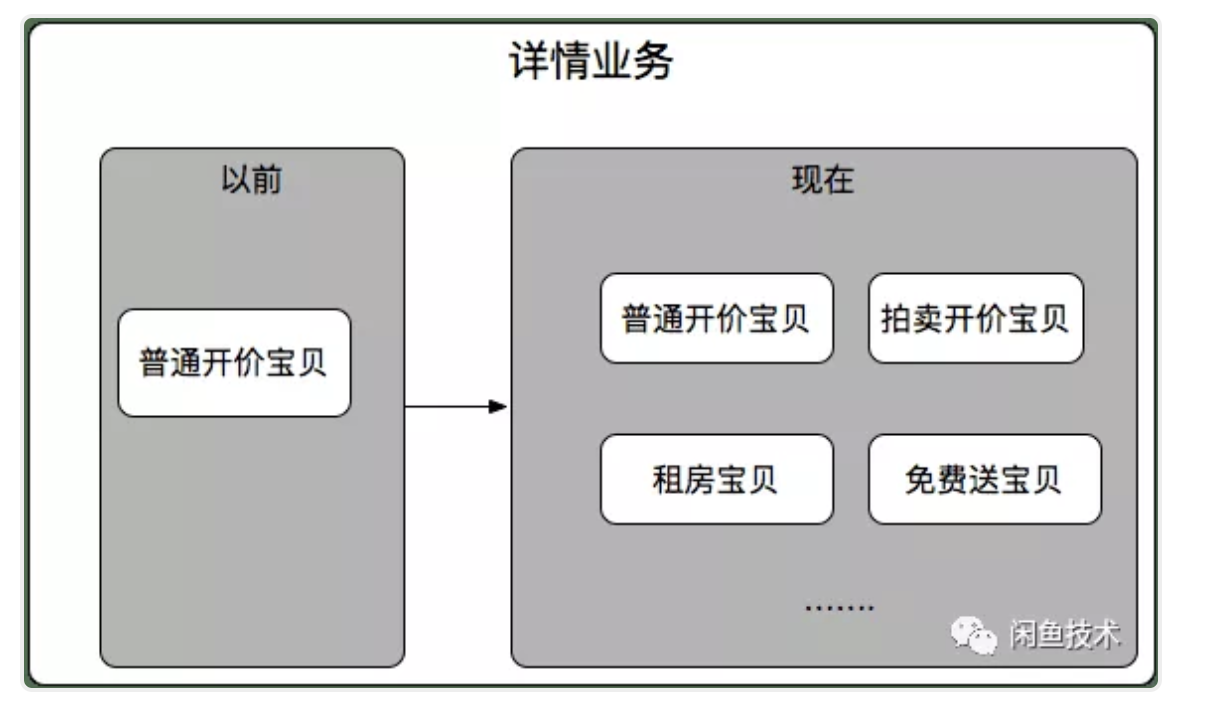 详情业务
以前
普通开价宝贝
现在
普通开价宝贝
拍卖开价宝贝
租房宝贝
免费送宝贝
.......
闲鱼技术